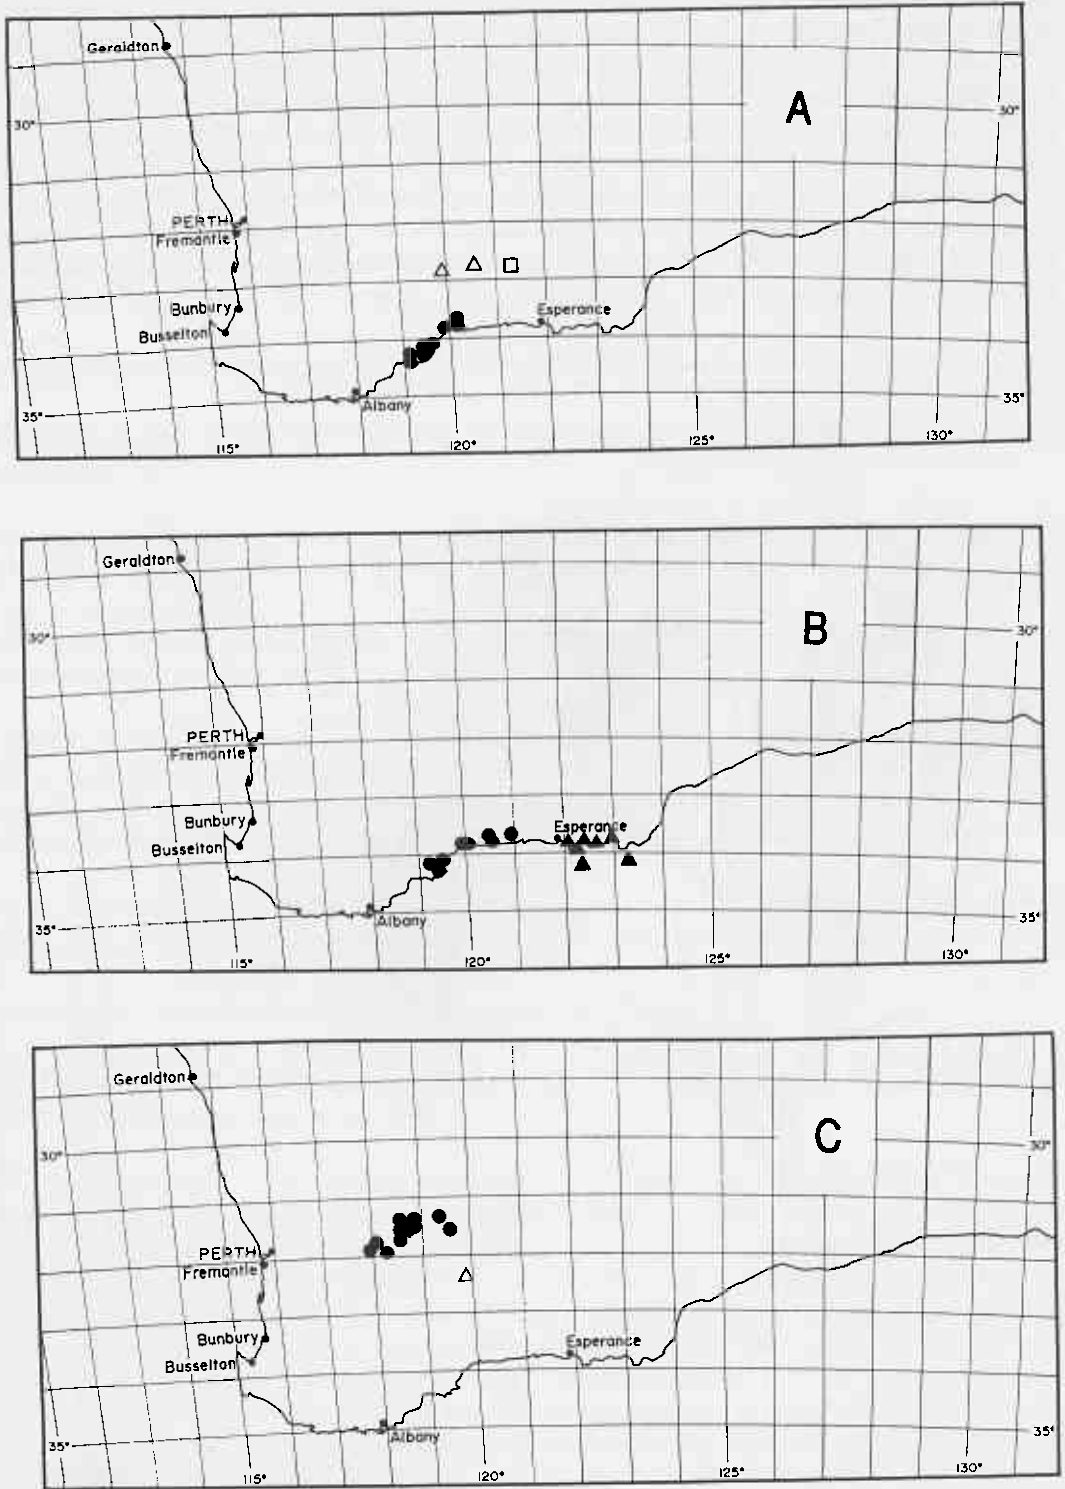 Geraldton
A
30°
30°
PERTH
Fremantle
Bunbury
Esperance
Busselton
35°
Albany
35°
115°
120°
125°
130°
Geraldton
B
30°
30°
PERTH
Fremantle
Bunbury
Esperance
Busselton
35°
Albany
35°
115°
120°
125°
130°
Geraldton
C
30°
30°
PERTH
Fremantle
Bunbury
Esperance
Busselton
35°
Albany
35°
115°
120°
125°
130°